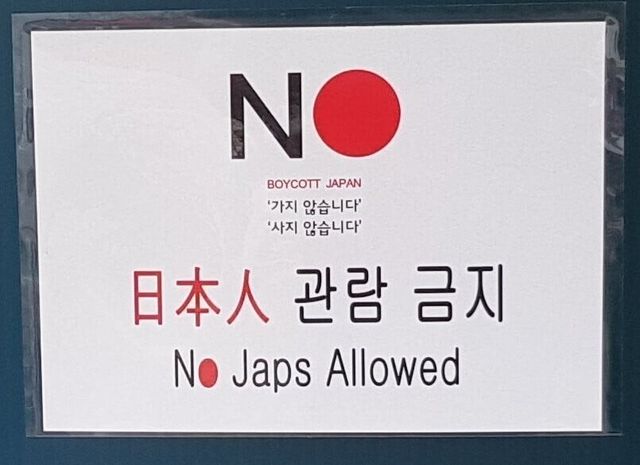 NO
BOYCOTT JAPAN
'가지 않습니다'
'사지 않습니다'
日本人 관람 금지
No Japs Allowed